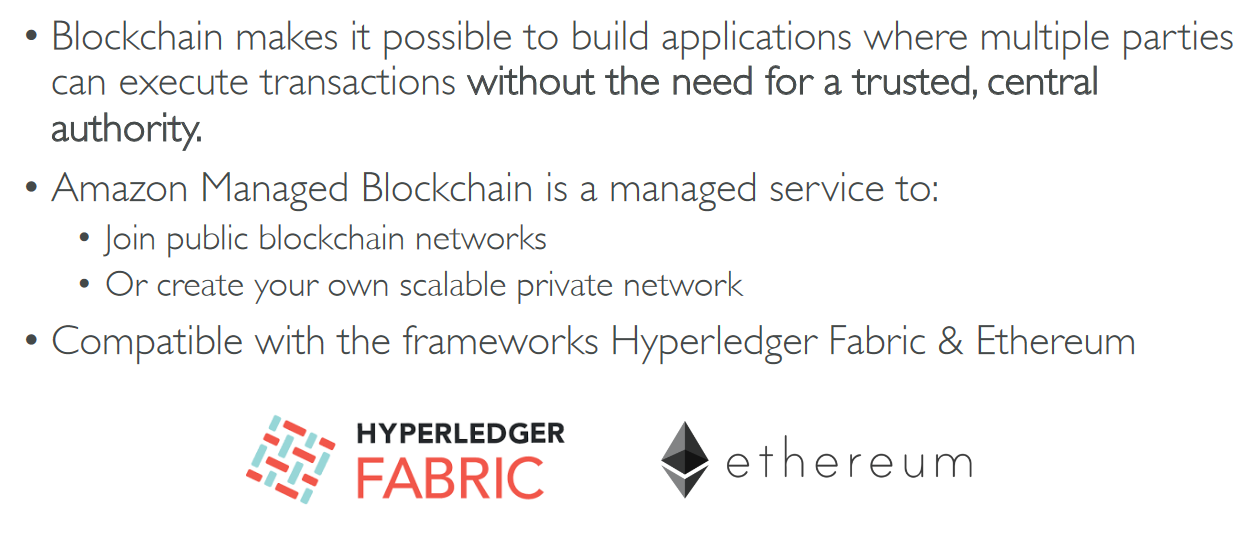 • Blockchain makes it possible to build applications where multiple parties
can execute transactions without the need for a trusted, central
authority.
• Amazon Managed Blockchain is a managed service to:
• Join public blockchain networks
• Or create your own scalable private network
• Compatible with the frameworks Hyperledger Fabric & Ethereum
HYPERLEDGER
FABRIC
ethereum